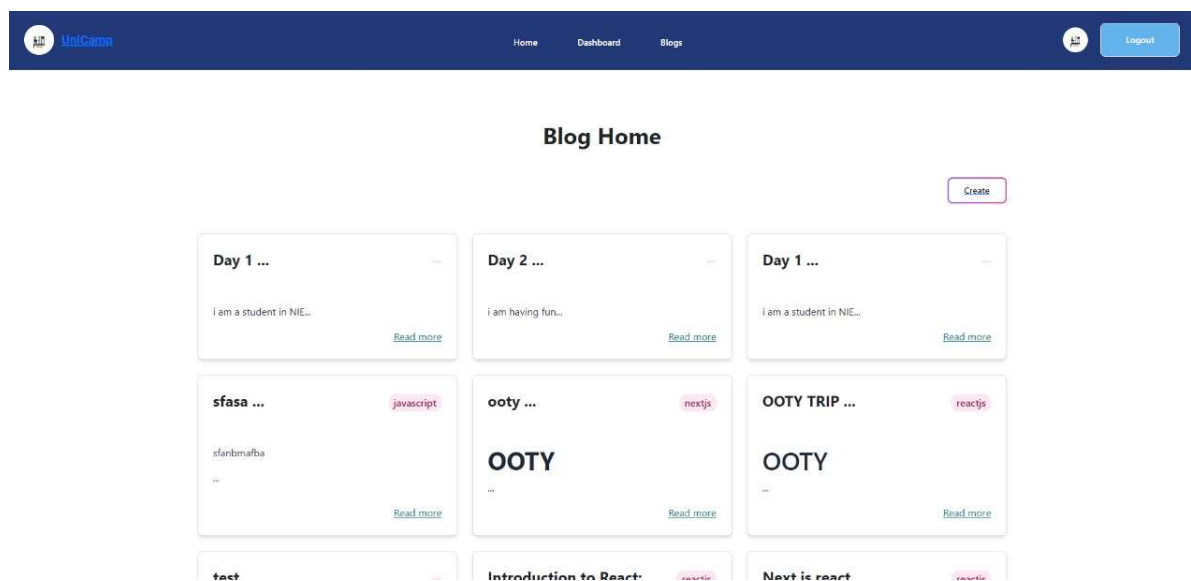 UniCamp
Home Dashboard Blogs
Logout
Blog Home
Create
Day 1 ...
i am a student in NIE...
Read more
Day 2 ...
i am having fun...
Read more
Day 1 ...
i am a student in NIE...
Read more
sfasa ... javascript
sfanbmafba
...
Read more
ooty ... nextjs
OOTY
...
Read more
OOTY TRIP ... reactjs
OOTY
...
Read more
test
Introduction to React: reactjs
Next is react reactjs